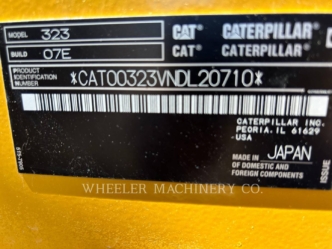 MODEL 323 CAT® CATERPILLAR®
BUILD 07E CAT® CATERPILLAR®
PRODUCT IDENTIFICATION NUMBER *CAT00323VNDL20710*
CATERPILLAR INC.
PEORIA, IL 61629
USA
MADE IN JAPAN
OF DOMESTIC AND
FOREIGN COMPONENTS
ISSUE
WHEELER MACHINERY CO.